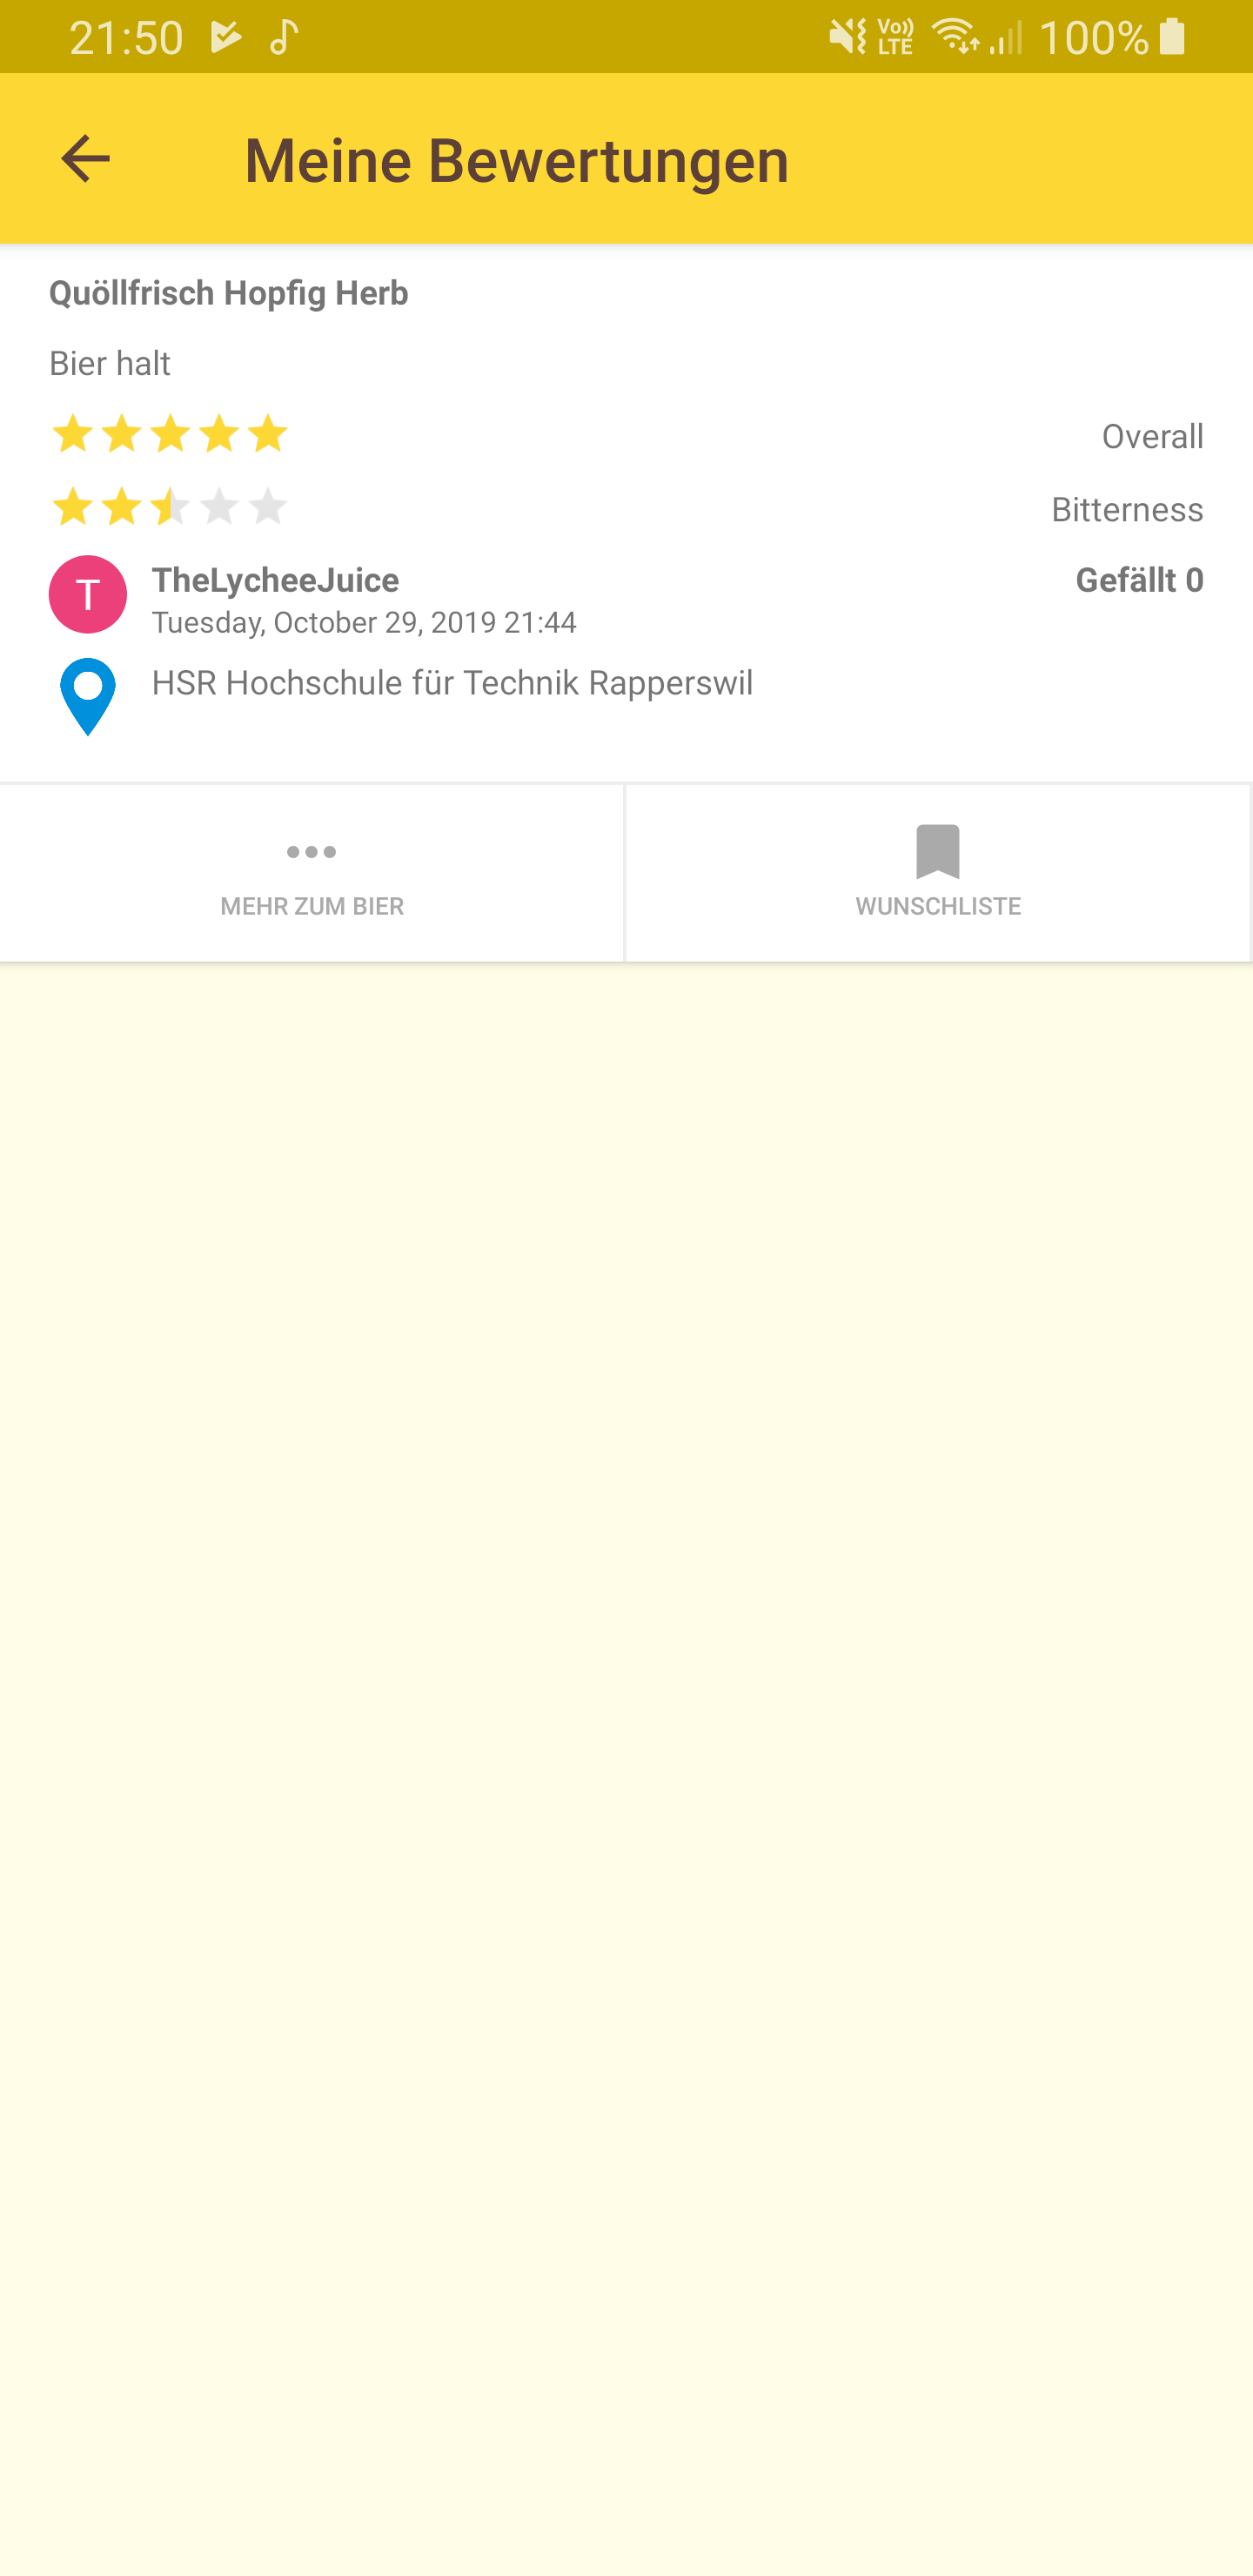 21:50 Vo)) LTE 100%
Meine Bewertungen
Quöllfrisch Hopfig Herb
Bier halt
Overall
Bitterness
T TheLycheeJuice Gefällt 0
Tuesday, October 29, 2019 21:44
HSR Hochschule für Technik Rapperswil
MEHR ZUM BIER WUNSCHLISTE